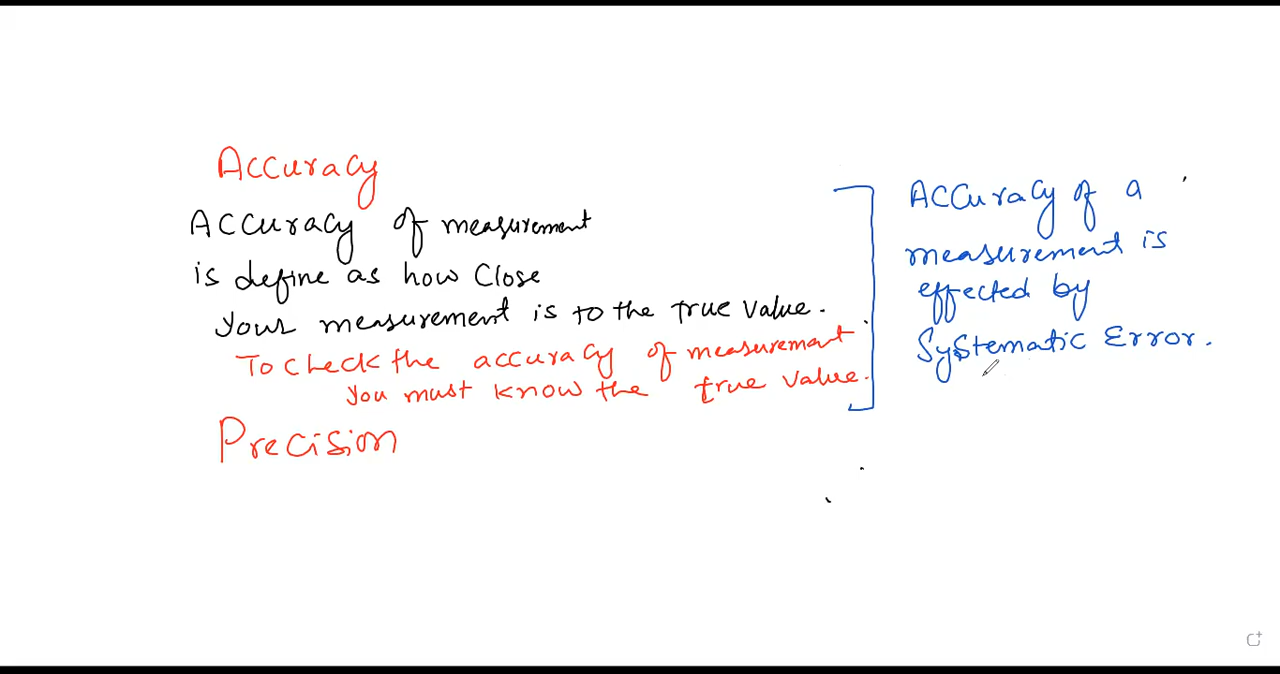 Accuracy
Accuracy of measurement
is define as how Close
your measurement is to the true value.
To check the accuracy of measurement
you must know the true value.
Precision
Accuracy of a
measurement is
effected by
Systematic Error.